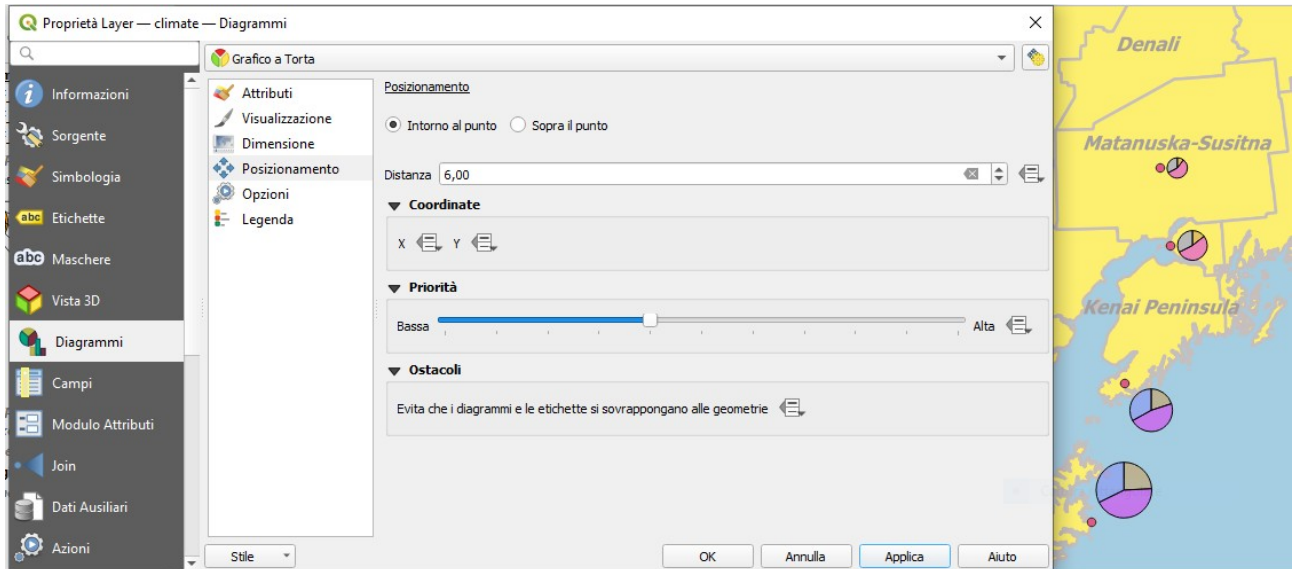 Proprietà Layer — climate — Diagrammi
Grafico a Torta
Informazioni
Sorgente
Simbologia
abc Etichette
abc Maschere
Vista 3D
Diagrammi
Campi
Modulo Attributi
Join
Dati Ausiliari
Azioni
Attributi
Visualizzazione
Dimensione
Posizionamento
Opzioni
Legenda
Posizionamento
Intorno al punto Sopra il punto
Distanza 6,00
Coordinate
X Y
Priorità
Bassa Alta
Ostacoli
Evita che i diagrammi e le etichette si sovrappongano alle geometrie
Stile OK Annulla Applica Aiuto
Denali
Matanuska-Susitna
Kenai Peninsula